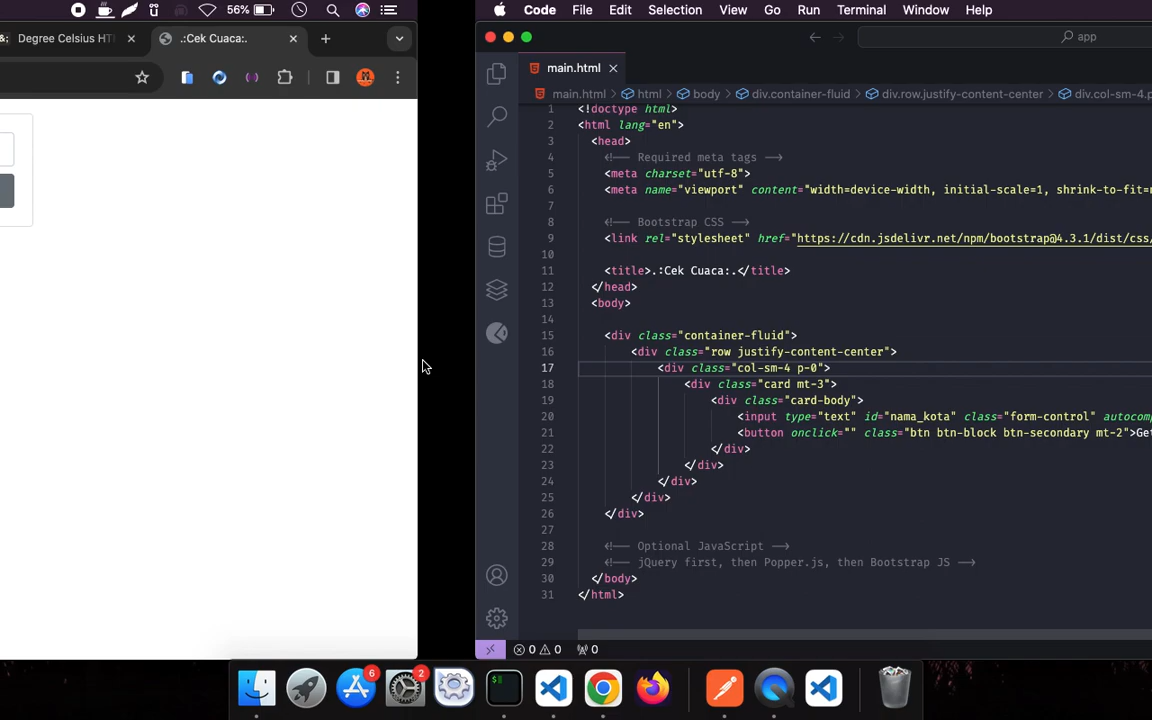 56%
Code File Edit Selection View Go Run Terminal Window Help
Degree Celsius HT
.:Cek Cuaca:.
app
main.html
main.html > html > body > div.container-fluid > div.row.justify-content-center > div.col-sm-4.p
1 <!doctype html>
2 <html lang="en">
3 <head>
4 <!-- Required meta tags -->
5 <meta charset="utf-8">
6 <meta name="viewport" content="width=device-width, initial-scale=1, shrink-to-fit=n
7
8 <!-- Bootstrap CSS -->
9 <link rel="stylesheet" href="https://cdn.jsdelivr.net/npm/bootstrap@4.3.1/dist/css/
10
11 <title>.:Cek Cuaca:.</title>
12 </head>
13 <body>
14
15 <div class="container-fluid">
16 <div class="row justify-content-center">
17 <div class="col-sm-4 p-0">
18 <div class="card mt-3">
19 <div class="card-body">
20 <input type="text" id="nama_kota" class="form-control" autocomp
21 <button onclick="" class="btn btn-block btn-secondary mt-2">Get
22 </div>
23 </div>
24 </div>
25 </div>
26 </div>
27
28 <!-- Optional JavaScript -->
29 <!-- jQuery first, then Popper.js, then Bootstrap JS -->
30 </body>
31 </html>
0 0 0
6 2